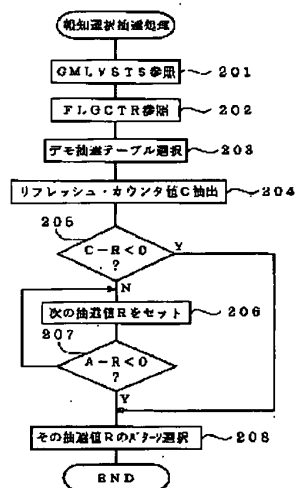 報知選択抽選処理
GMLVSTS参照
201
FLGCTR参照
202
デモ抽選テーブル選択
203
リフレッシュ・カウンタ値C抽出
204
205
C-R<0
?
Y
N
次の抽選値Rをセット
206
207
A-R<0
?
Y
その抽選値Rのパターン選択
208
END